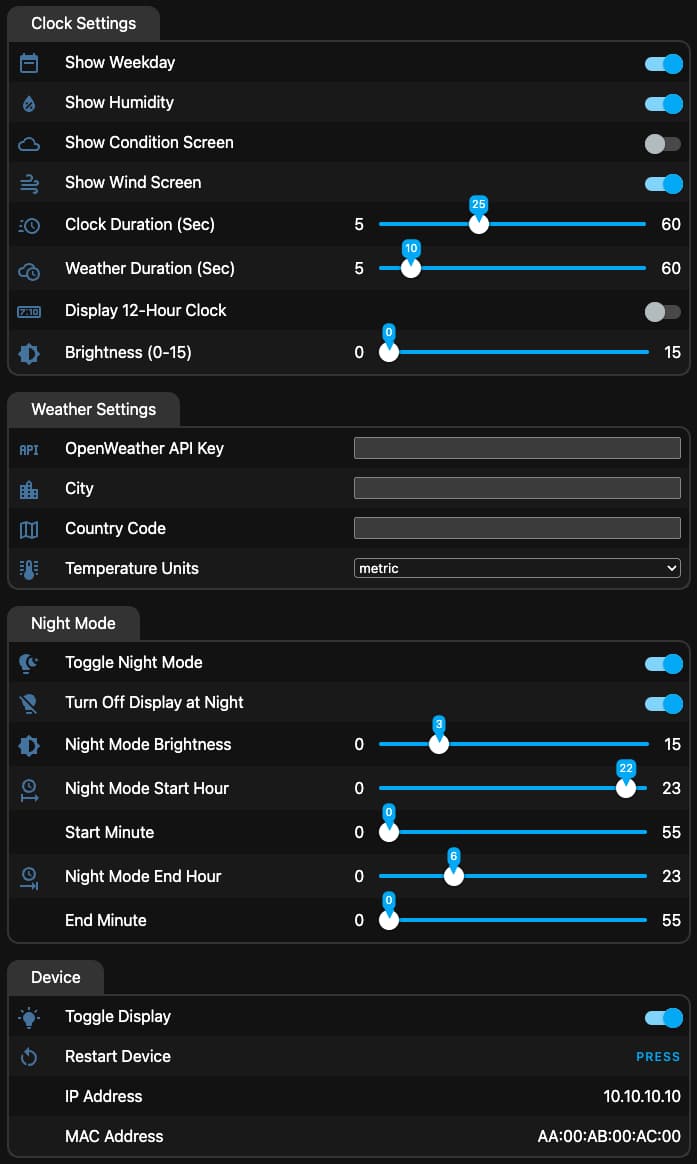 Clock Settings
Show Weekday
Show Humidity
Show Condition Screen
Show Wind Screen
25
Clock Duration (Sec) 5 60
10
Weather Duration (Sec) 5 60
7:10 Display 12-Hour Clock
0
Brightness (0-15) 0 15
Weather Settings
API OpenWeather API Key
City
Country Code
Temperature Units metric
Night Mode
Toggle Night Mode
Turn Off Display at Night
3
Night Mode Brightness 0 15
22
Night Mode Start Hour 0 23
0
Start Minute 0 55
6
Night Mode End Hour 0 23
0
End Minute 0 55
Device
Toggle Display
Restart Device PRESS
IP Address 10.10.10.10
MAC Address AA:00:AB:00:AC:00